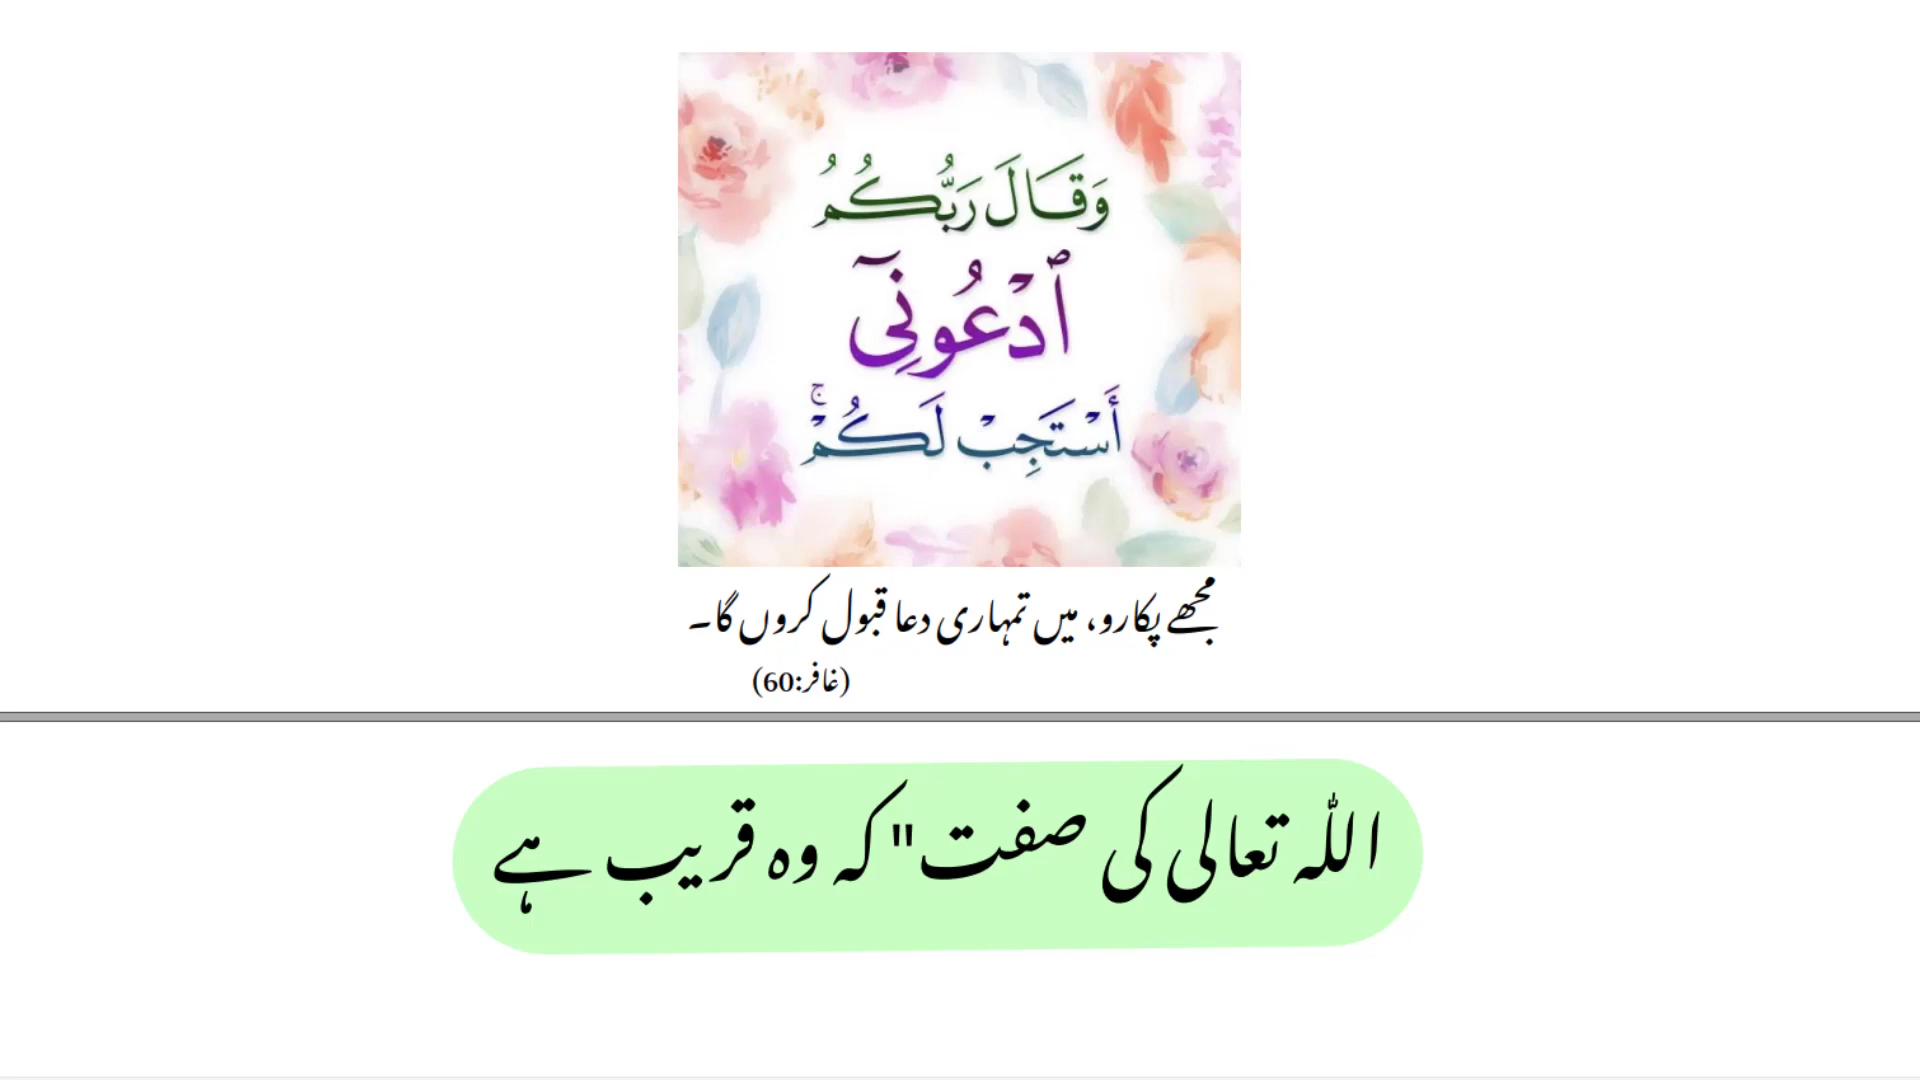 وَقَالَ رَبُّكُمُ
ٱدْعُونِىٓ
أَسْتَجِبْ لَكُمْ ۚ
مجھے پکارو، میں تمہاری دعا قبول کروں گا۔
(غافر:60)
اللہ تعالی کی صفت" کہ وہ قریب ہے